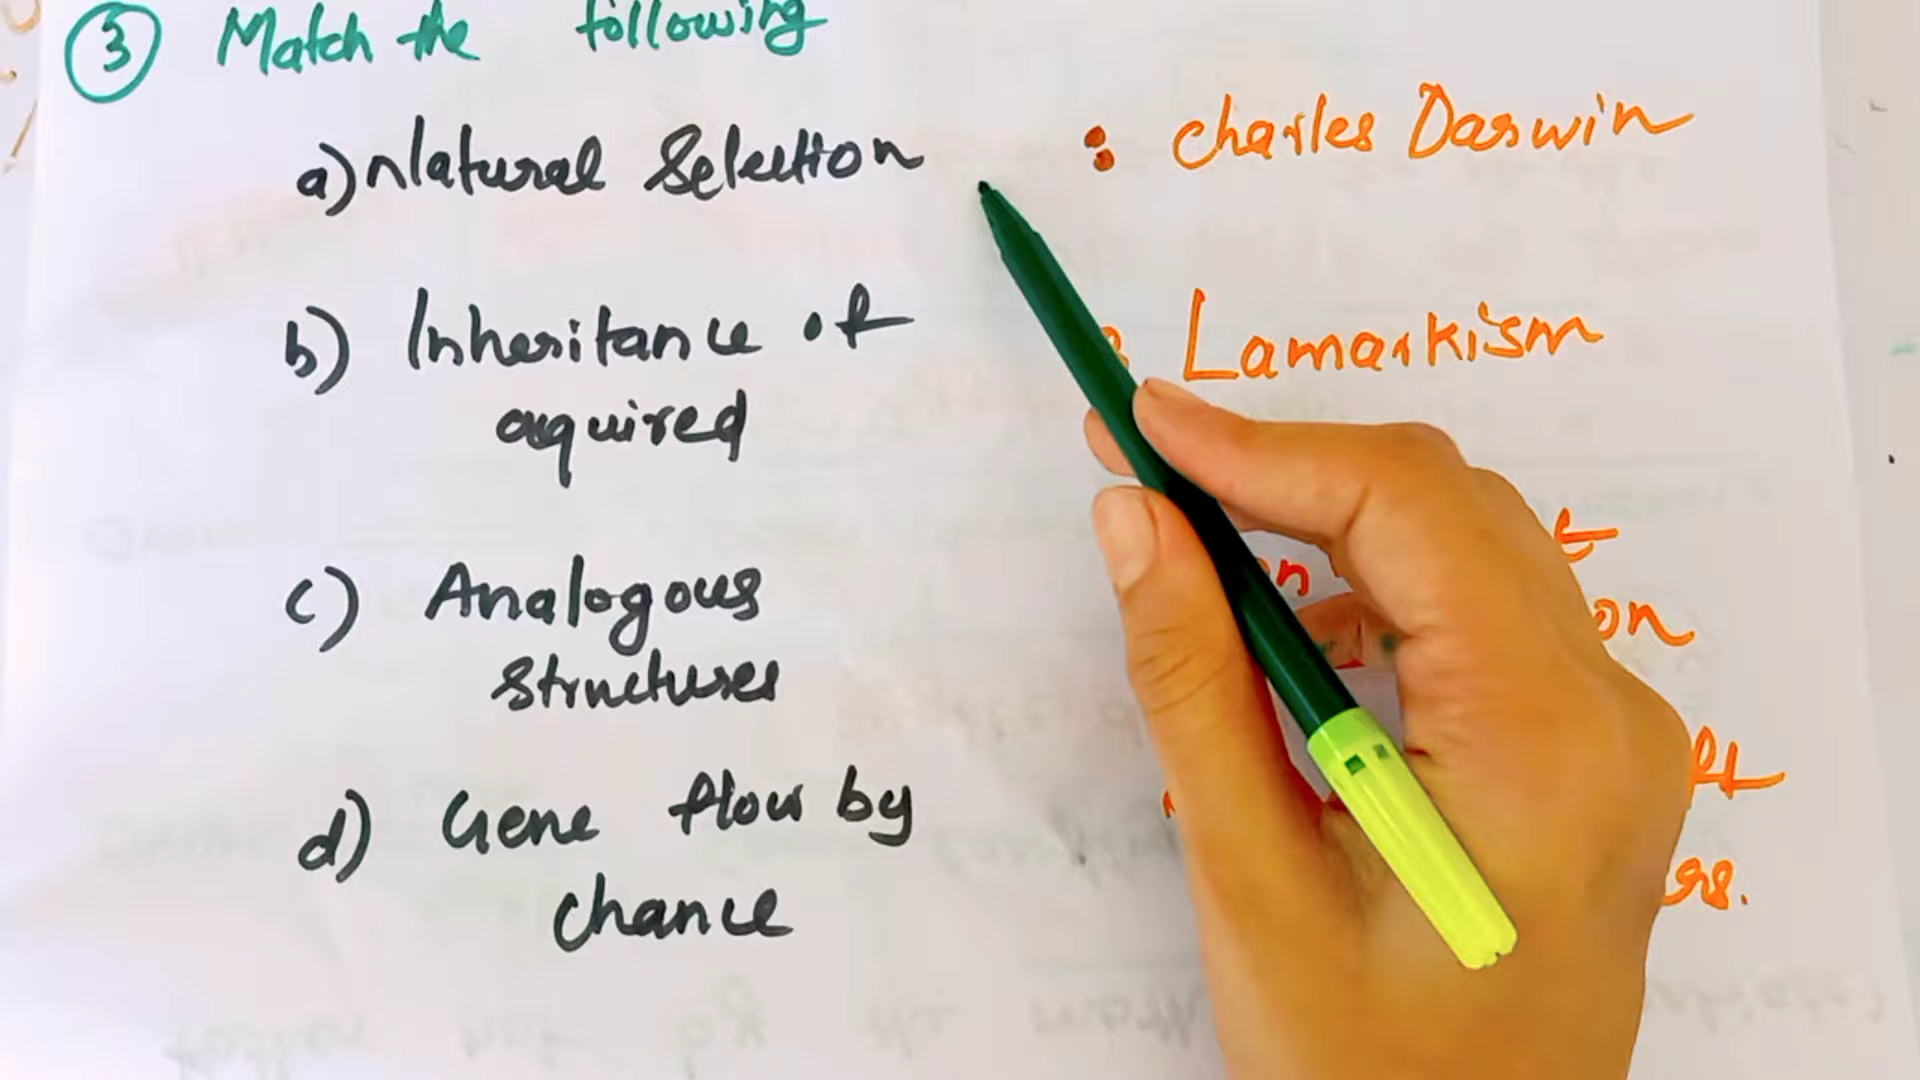 3 Match the following
a) Natural Selection : Charles Darwin
b) Inheritance of : Lamarkism
aquired
c) Analogous
structures
d) Gene flow by
chance